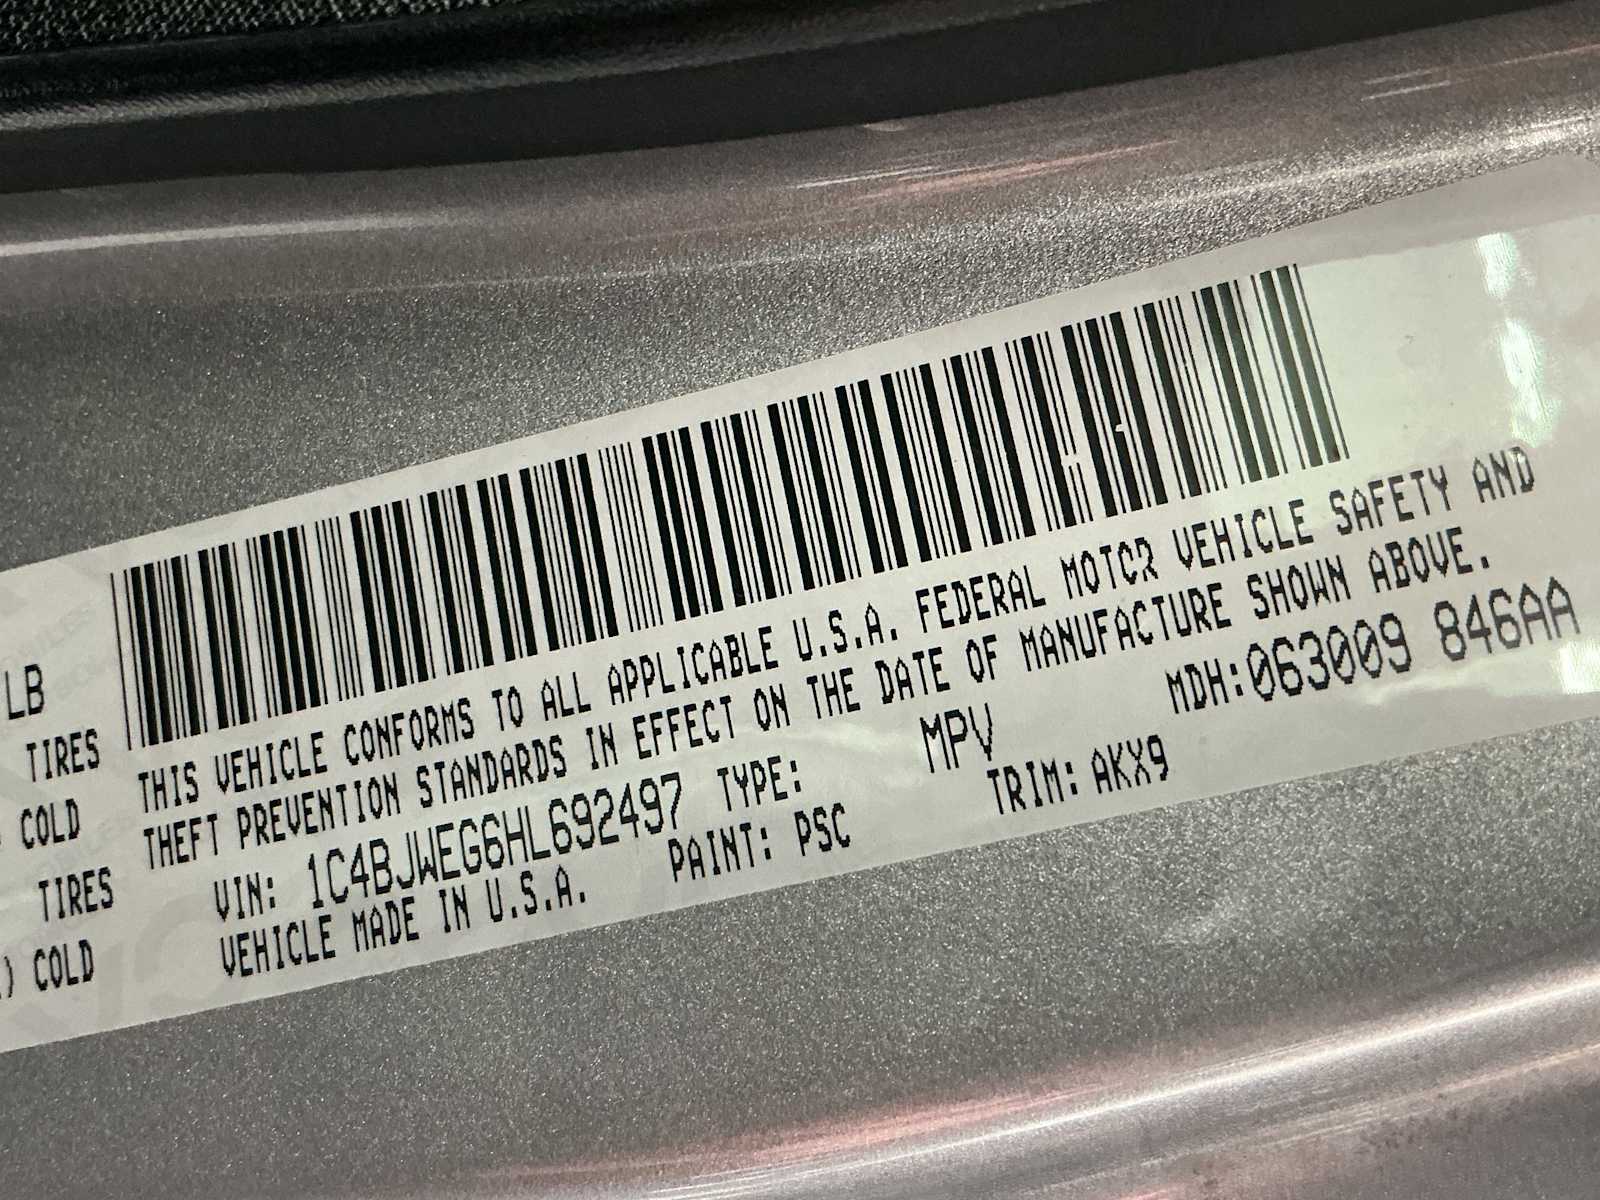 LB
TIRES
COLD
TIRES
) COLD
THIS VEHICLE CONFORMS TO ALL APPLICABLE U.S.A. FEDERAL MOTOR VEHICLE SAFETY AND
THEFT PREVENTION STANDARDS IN EFFECT ON THE DATE OF MANUFACTURE SHOWN ABOVE.
VIN: 1C4BJWEG6HL692497 TYPE: MPV MDH:063009 846AA
VEHICLE MADE IN U.S.A. PAINT: PSC TRIM: AKX9